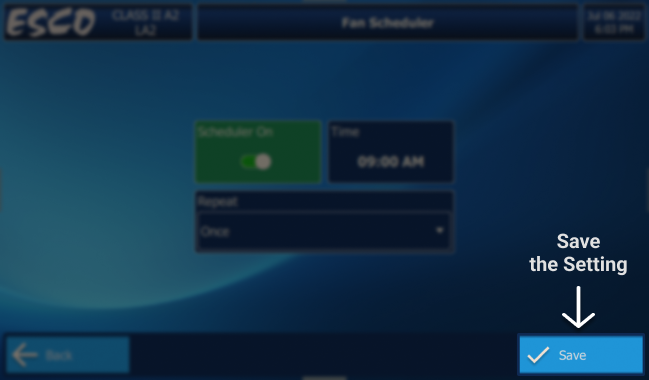 ESCO
CLASS II A2
LA2
Fan Scheduler
Jul 06 2022
6:03 PM
Scheduler On
Time
09:00 AM
Repeat
Once
Save
the Setting
Back
Save